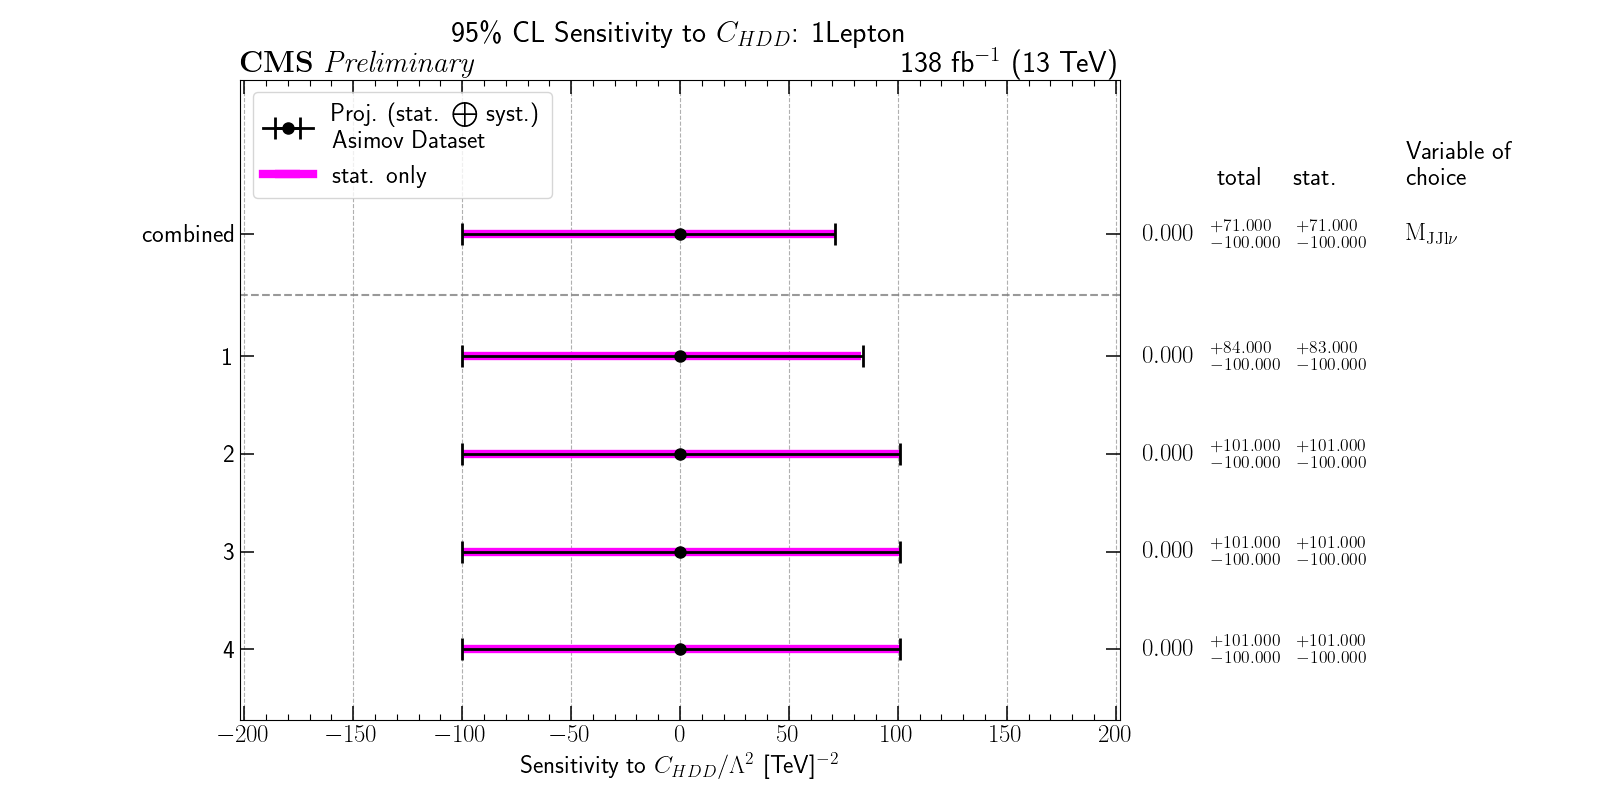 95% CL Sensitivity to C_HDD: 1Lepton
CMS Preliminary 138 fb⁻¹ (13 TeV)
Proj. (stat. ⨁ syst.)
Asimov Dataset
stat. only
Variable of
total stat. choice
combined 0.000 +71.000 −100.000 +71.000 −100.000 M_JJlν
1 0.000 +84.000 −100.000 +83.000 −100.000
2 0.000 +101.000 −100.000 +101.000 −100.000
3 0.000 +101.000 −100.000 +101.000 −100.000
4 0.000 +101.000 −100.000 +101.000 −100.000
−200 −150 −100 −50 0 50 100 150 200
Sensitivity to C_HDD/Λ² [TeV]⁻²